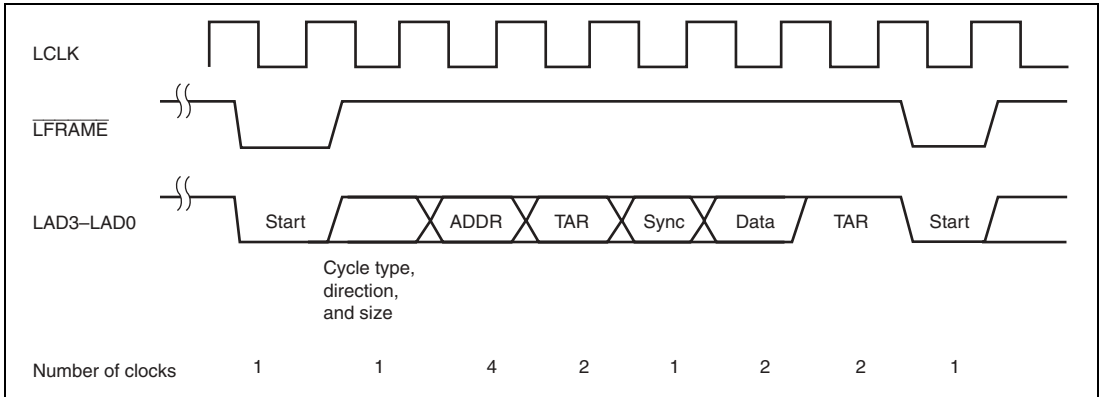 LCLK
LFRAME
LAD3–LAD0
Start
ADDR
TAR
Sync
Data
TAR
Start
Cycle type,
direction,
and size
Number of clocks
1
1
4
2
1
2
2
1